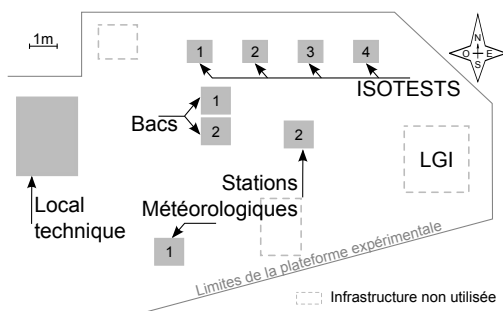 1m
1
2
3
4
N
O E
S
ISOTESTS
1
Bacs
2
2
LGI
Stations
Météorologiques
Local
technique
1
Limites de la plateforme expérimentale
Infrastructure non utilisée